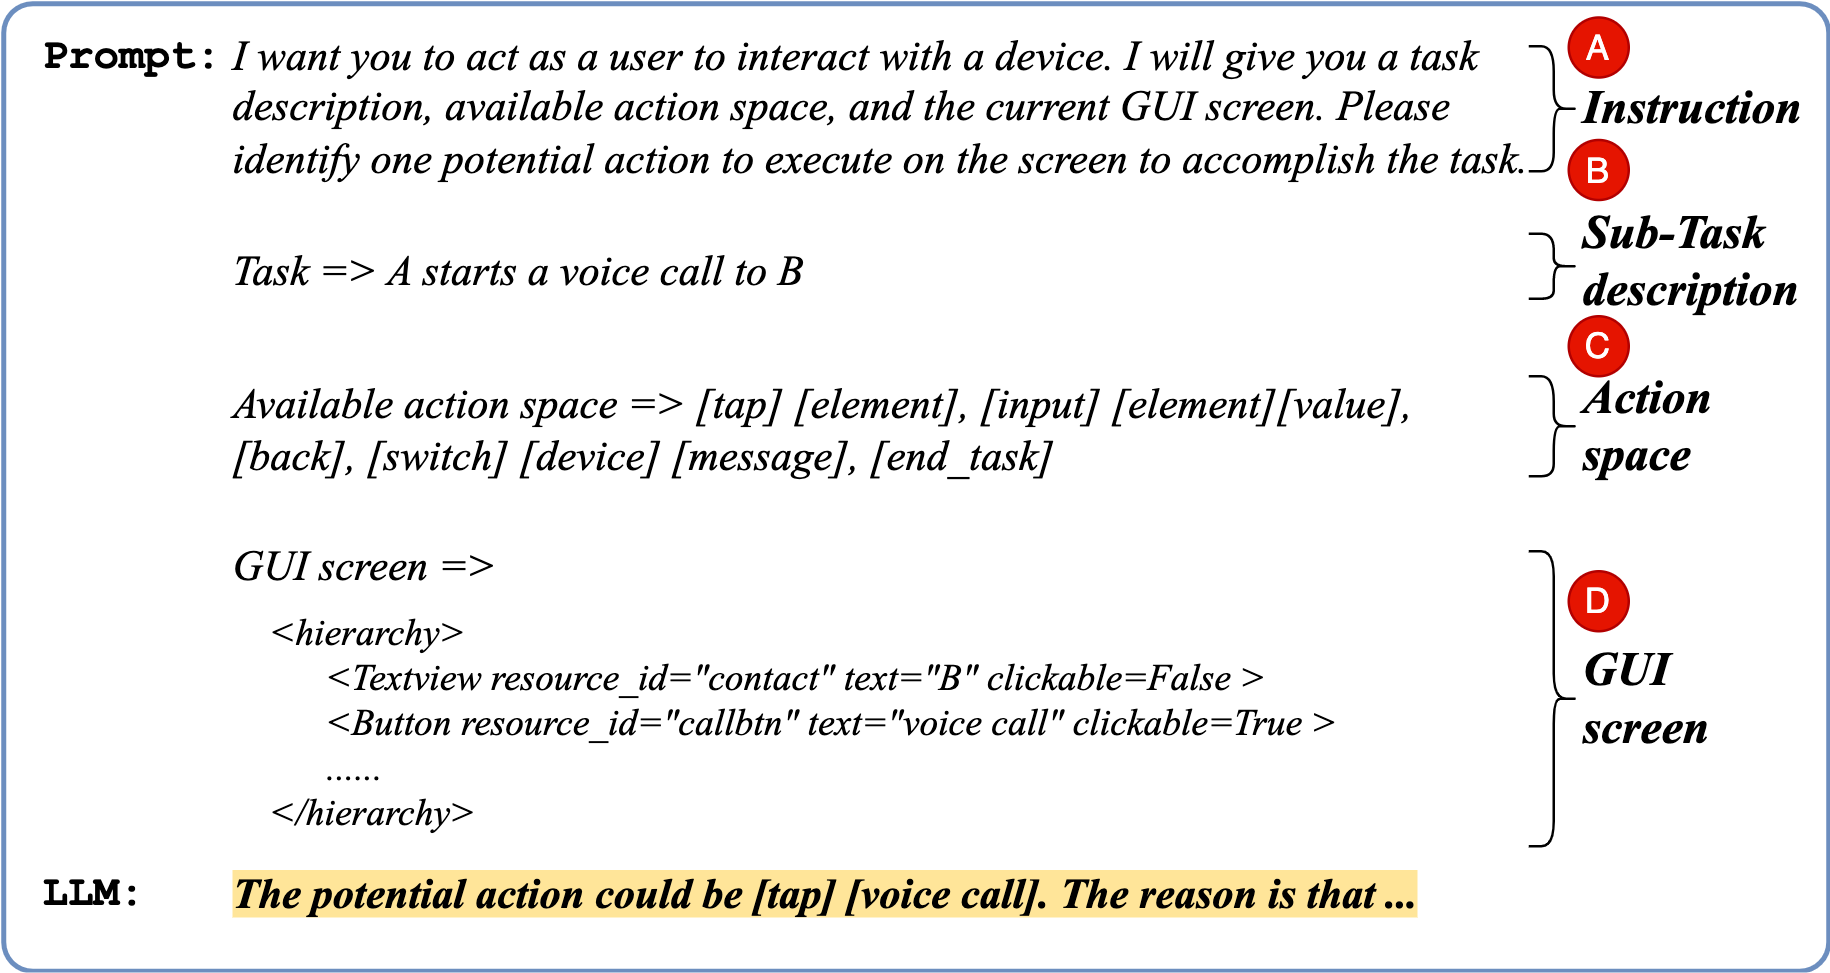 Prompt: I want you to act as a user to interact with a device. I will give you a task
description, available action space, and the current GUI screen. Please
identify one potential action to execute on the screen to accomplish the task.
A
Instruction
Task => A starts a voice call to B
B
Sub-Task
description
Available action space => [tap] [element], [input] [element][value],
[back], [switch] [device] [message], [end_task]
C
Action
space
GUI screen =>
<hierarchy>
<Textview resource_id="contact" text="B" clickable=False >
<Button resource_id="callbtn" text="voice call" clickable=True >
......
</hierarchy>
D
GUI
screen
LLM: The potential action could be [tap] [voice call]. The reason is that ...